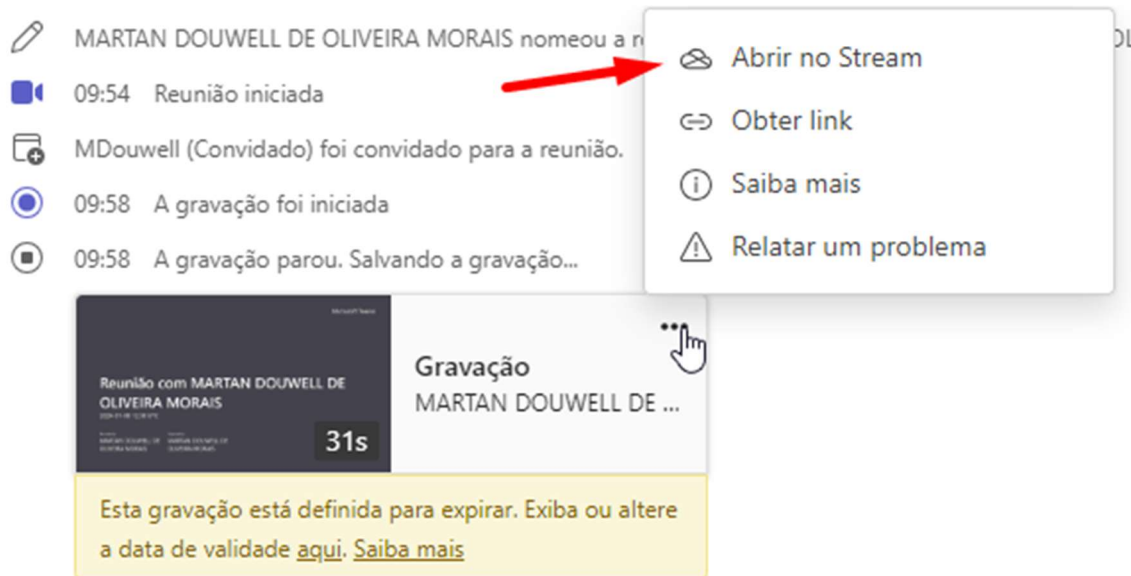 MARTAN DOUWELL DE OLIVEIRA MORAIS nomeou a r
Abrir no Stream
09:54 Reunião iniciada
Obter link
MDouwell (Convidado) foi convidado para a reunião.
Saiba mais
09:58 A gravação foi iniciada
Relatar um problema
09:58 A gravação parou. Salvando a gravação...
Microsoft Teams
Reunião com MARTAN DOUWELL DE
OLIVEIRA MORAIS
31s
Gravação
MARTAN DOUWELL DE ...
Esta gravação está definida para expirar. Exiba ou altere
a data de validade aqui. Saiba mais